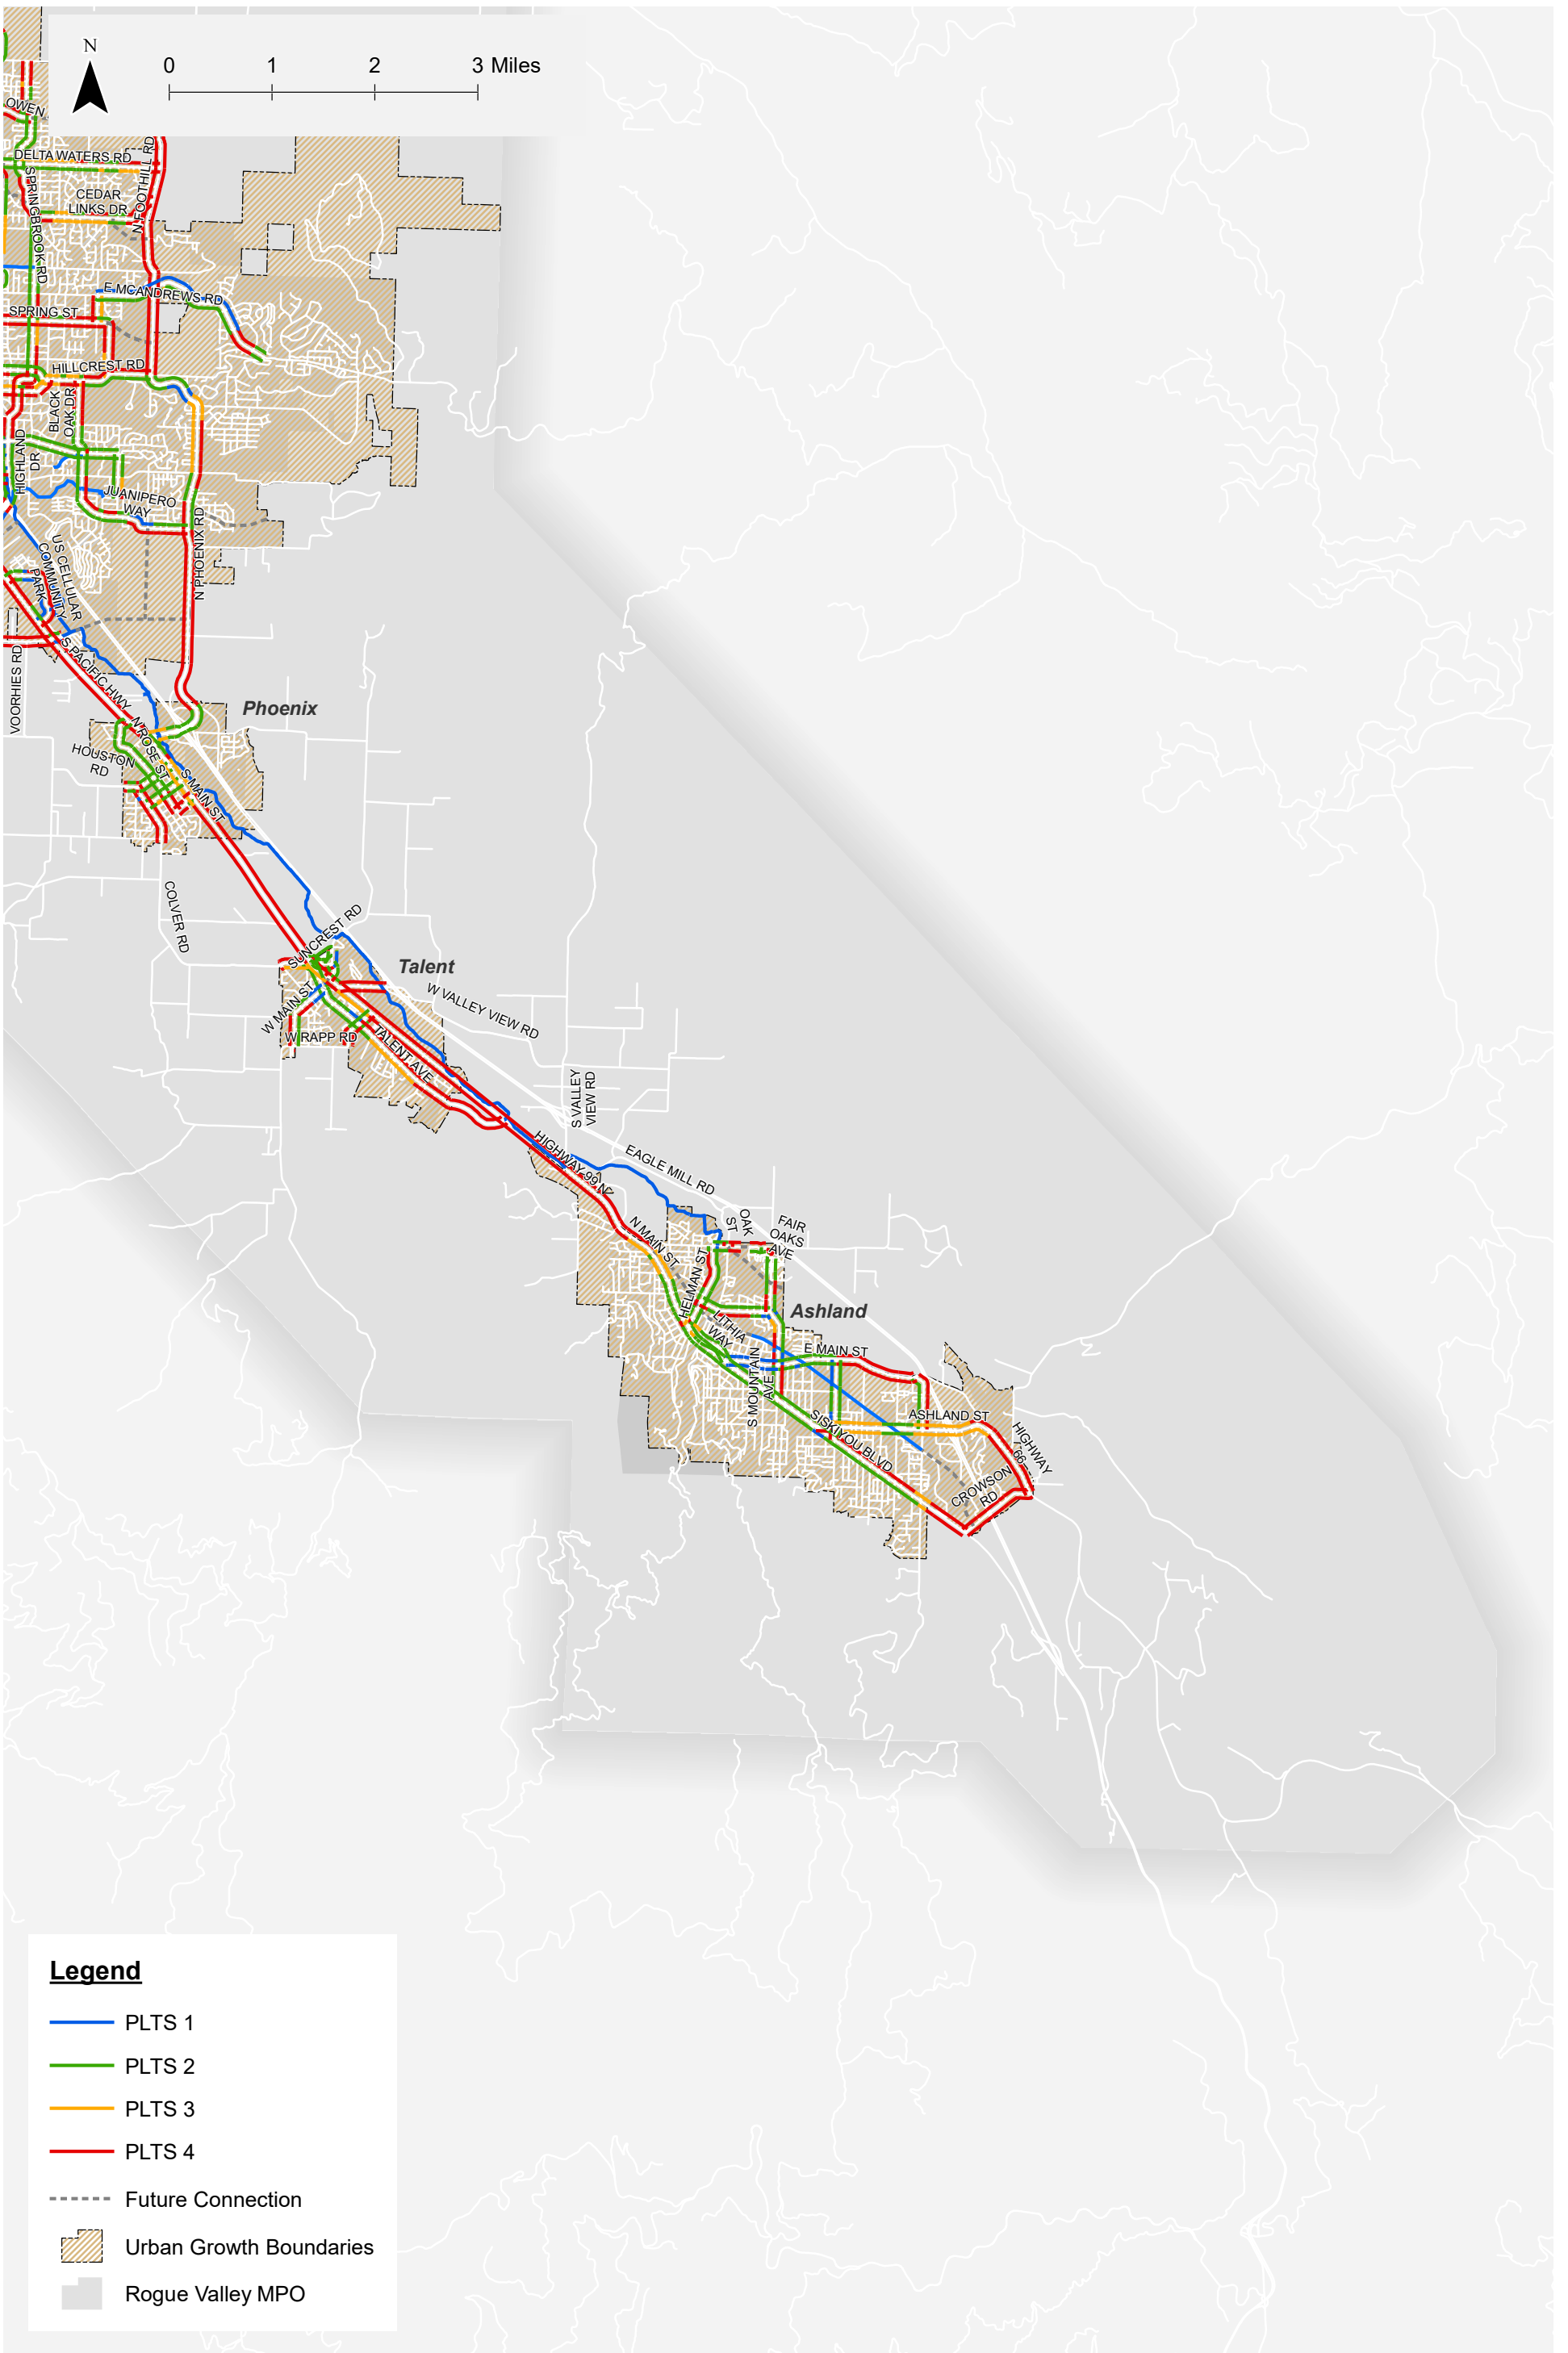 N
0 1 2 3 Miles
OWEN
DELTA WATERS RD
SPRINGBROOK RD
CEDAR
LINKS DR
N FOOTHILL RD
E MCANDREWS RD
SPRING ST
HILLCREST RD
BLACK
OAK DR
HIGHLAND
DR
JUANIPERO
WAY
N PHOENIX RD
US CELLULAR
COMMUNITY
PARK
S PACIFIC HWY
VOORHIES RD
Phoenix
N ROSE ST
HOUSTON
RD
S MAIN ST
COLVER RD
SUNCREST RD
Talent
W MAIN ST
W VALLEY VIEW RD
W RAPP RD
TALENT AVE
S VALLEY
VIEW RD
HIGHWAY 99 N
EAGLE MILL RD
OAK
ST
FAIR
OAKS
AVE
N MAIN ST
HELMAN ST
Ashland
LITHIA
WAY
E MAIN ST
S MOUNTAIN
AVE
ASHLAND ST
SISKIYOU BLVD
HIGHWAY
66
CROWSON
RD
Legend
PLTS 1
PLTS 2
PLTS 3
PLTS 4
Future Connection
Urban Growth Boundaries
Rogue Valley MPO